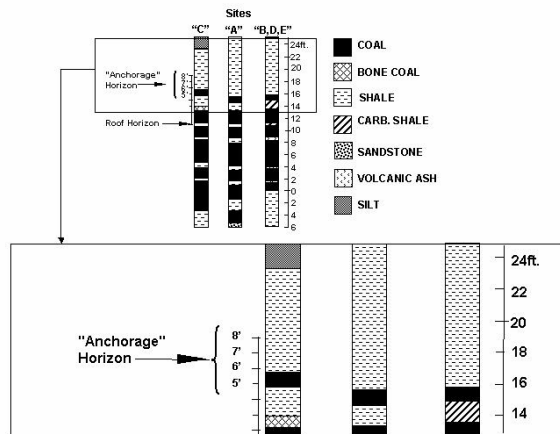 Sites
"C" "A" "B,D,E"
24ft.
22
20
18
16
14
12
10
8
6
4
2
0
2
4
6
"Anchorage"
Horizon
Roof Horizon
COAL
BONE COAL
SHALE
CARB. SHALE
SANDSTONE
VOLCANIC ASH
SILT
"Anchorage"
Horizon
8'
7'
6'
5'
24ft.
22
20
18
16
14